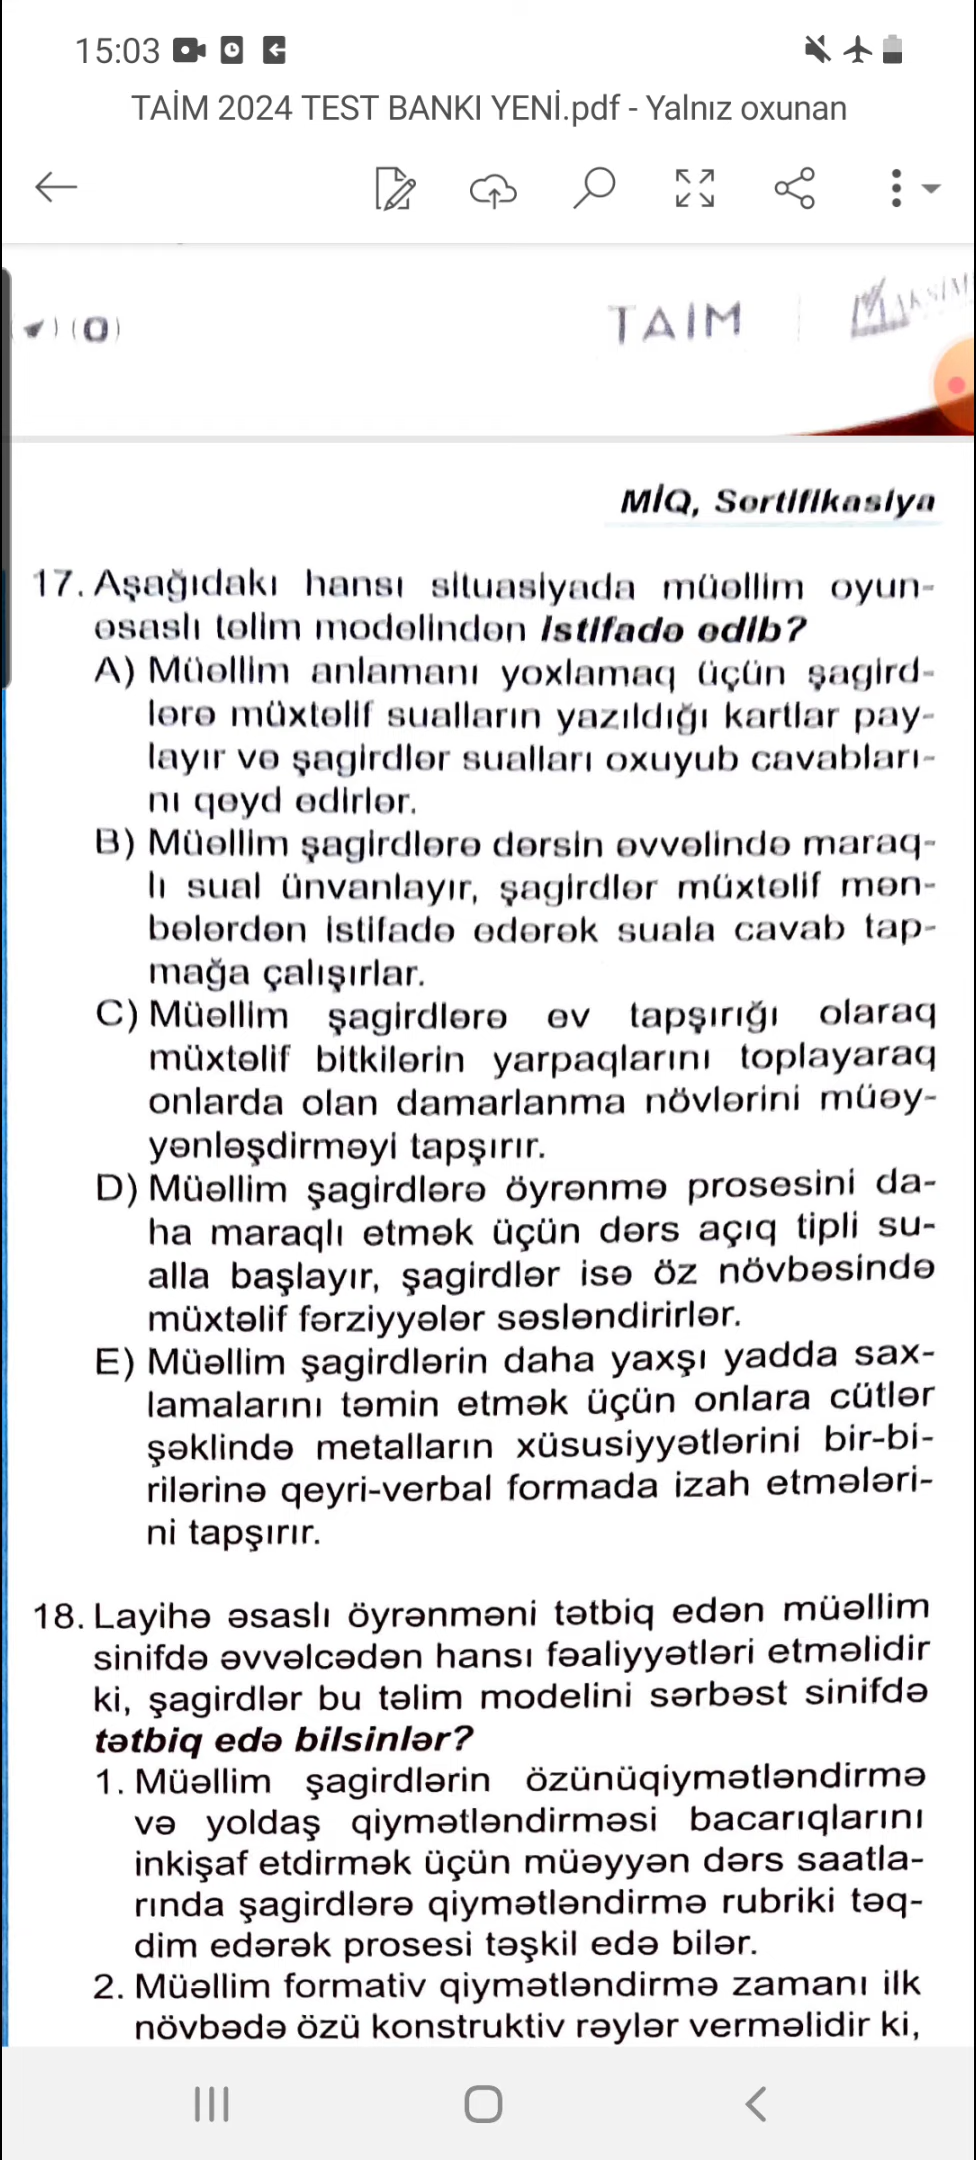 15:03
TAİM 2024 TEST BANKI YENİ.pdf - Yalnız oxunan
(0)
TAIM
MAKSİM
MİQ, Sertifikasiya
17. Aşağıdakı hansı situasiyada müəllim oyun-
əsaslı təlim modelindən istifadə edib?
A) Müəllim anlamanı yoxlamaq üçün şagird-
lərə müxtəlif sualların yazıldığı kartlar pay-
layır və şagirdlər sualları oxuyub cavabları-
nı qeyd edirlər.
B) Müəllim şagirdlərə dərsin əvvəlində maraq-
lı sual ünvanlayır, şagirdlər müxtəlif mən-
bələrdən istifadə edərək suala cavab tap-
mağa çalışırlar.
C) Müəllim şagirdlərə ev tapşırığı olaraq
müxtəlif bitkilərin yarpaqlarını toplayaraq
onlarda olan damarlanma növlərini müəy-
yənləşdirməyi tapşırır.
D) Müəllim şagirdlərə öyrənmə prosesini da-
ha maraqlı etmək üçün dərs açıq tipli su-
alla başlayır, şagirdlər isə öz növbəsində
müxtəlif fərziyyələr səsləndirirlər.
E) Müəllim şagirdlərin daha yaxşı yadda sax-
lamalarını təmin etmək üçün onlara cütlər
şəklində metalların xüsusiyyətlərini bir-bi-
rilərinə qeyri-verbal formada izah etmələri-
ni tapşırır.
18. Layihə əsaslı öyrənməni tətbiq edən müəllim
sinifdə əvvəlcədən hansı fəaliyyətləri etməlidir
ki, şagirdlər bu təlim modelini sərbəst sinifdə
tətbiq edə bilsinlər?
1. Müəllim şagirdlərin özünüqiymətləndirmə
və yoldaş qiymətləndirməsi bacarıqlarını
inkişaf etdirmək üçün müəyyən dərs saatla-
rında şagirdlərə qiymətləndirmə rubriki təq-
dim edərək prosesi təşkil edə bilər.
2. Müəllim formativ qiymətləndirmə zamanı ilk
növbədə özü konstruktiv rəylər verməlidir ki,